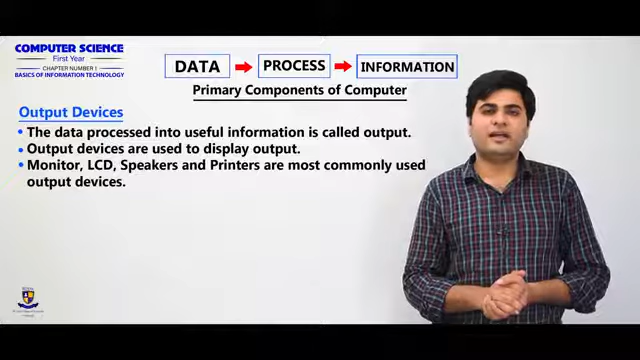 COMPUTER SCIENCE
First Year
CHAPTER NUMBER 1
BASICS OF INFORMATION TECHNOLOGY
DATA PROCESS INFORMATION
Primary Components of Computer
Output Devices
• The data processed into useful information is called output.
• Output devices are used to display output.
• Monitor, LCD, Speakers and Printers are most commonly used
output devices.